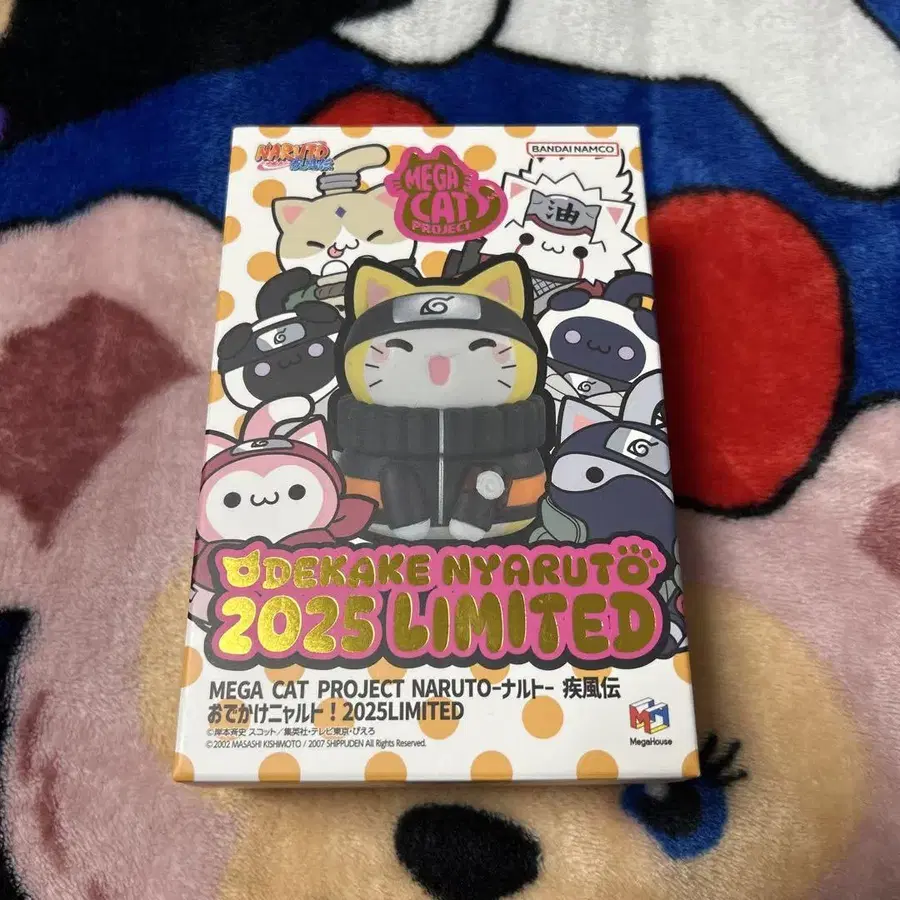 NARUTO
BANDAI NAMCO
MEGA
CAT
PROJECT
油
ODEKAKE NYARUTO
2025 LIMITED
MEGA CAT PROJECT NARUTO-ナルト- 疾風伝
おでかけニャルト！2025LIMITED
©岸本斉史 スコット／集英社・テレビ東京・ぴえろ
©2002 MASASHI KISHIMOTO / 2007 SHIPPUDEN All Rights Reserved.
MegaHouse